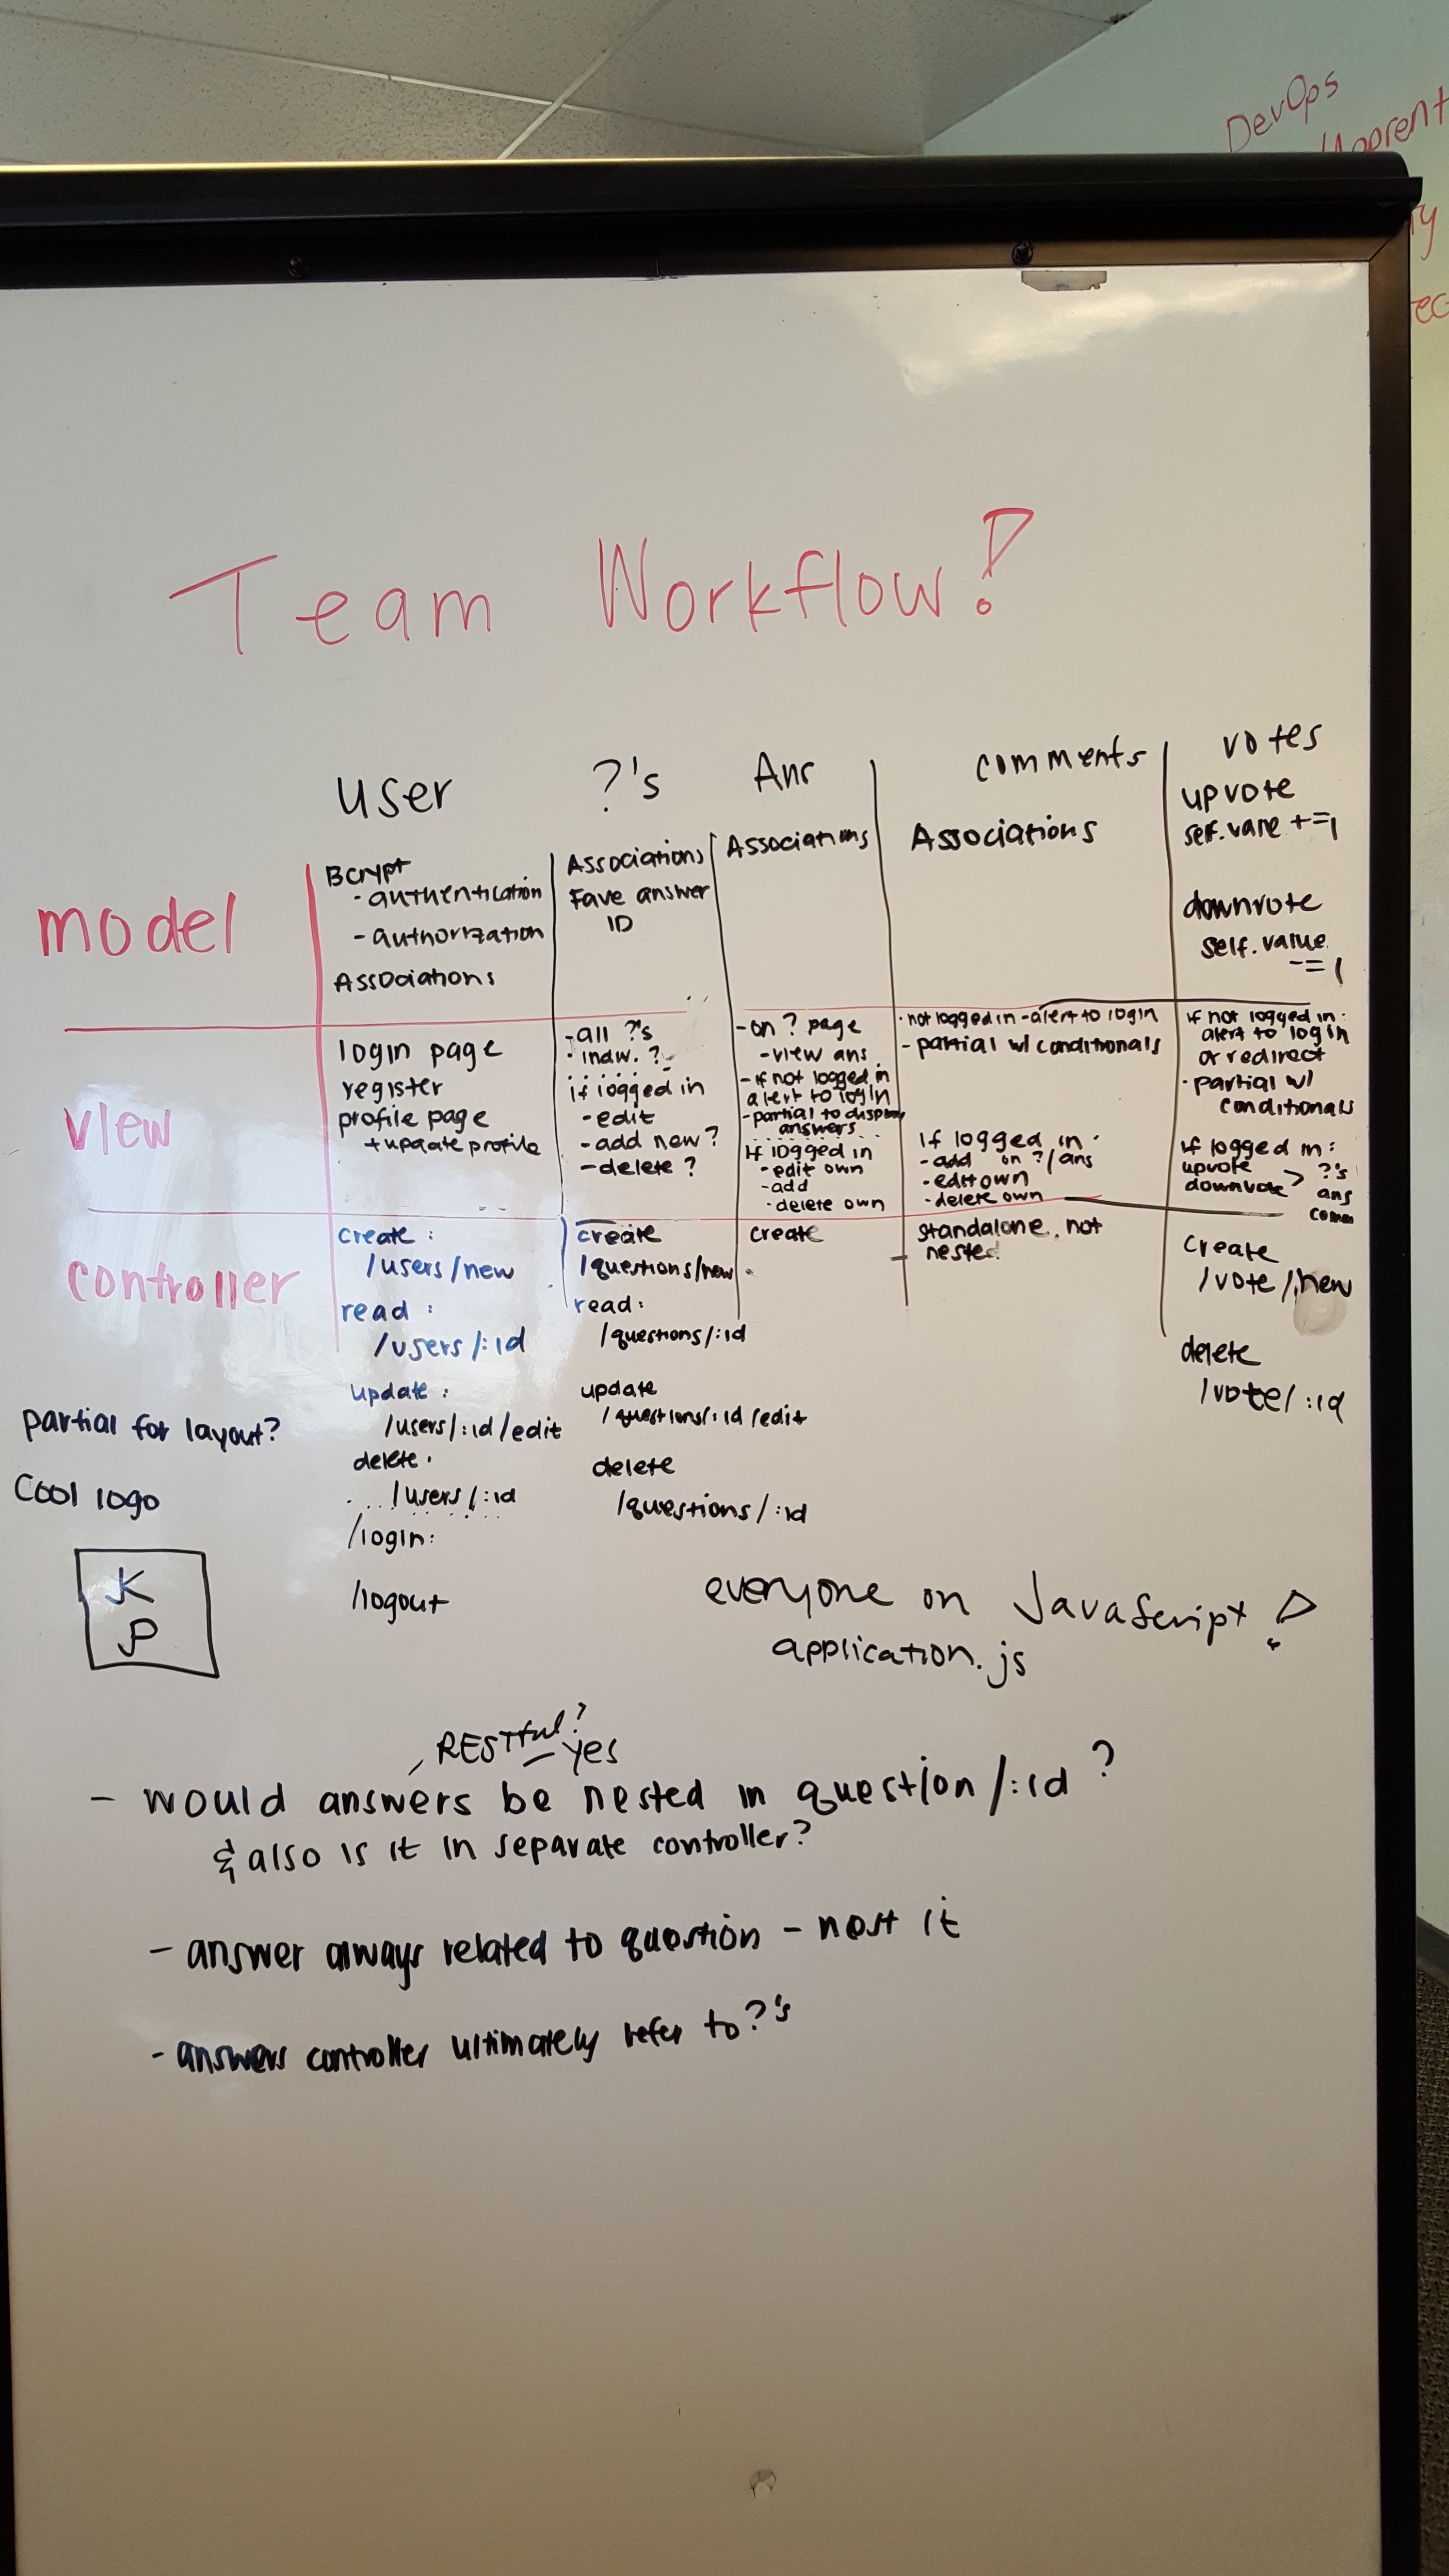 DevOps
Team Workflow!
user
?'s
Anr
comments
votes
model
Bcrypt
- authentication
- authorization
Associations
Associations
Fave answer
ID
Associations
Associations
upvote
self.value +=1
downvote
self.value
-=1
view
login page
register
profile page
+update profile
-all ?'s
- indiv. ?
if logged in
-edit
-add new?
-delete?
-on ? page
-view ans
-if not logged in
alert to login
-partial to display
answers
If logged in
-edit own
-add
-delete own
-not logged in - alert to login
-partial w/ conditionals
If logged in
-add on ?/ans
-edit own
-delete own
if not logged in:
alert to login
or redirect
-partial w/
conditionals
if logged in:
upvote
downvote > ?'s
ans
comm
controller
create:
/users/new
read:
/users/:id
update:
/users/:id/edit
delete:
/users/:id
/login:
/logout
create
/questions/new
read:
/questions/:id
update
/questions/:id/edit
delete
/questions/:id
create
standalone, not
nested
create
/vote/new
delete
/vote/:id
partial for layout?
Cool logo
JK
JP
everyone on JavaScript!
application.js
RESTful? - yes
- would answers be nested in question/:id?
& also is it in separate controller?
- answer always related to question - nest it
- answers controller ultimately refer to ?'s